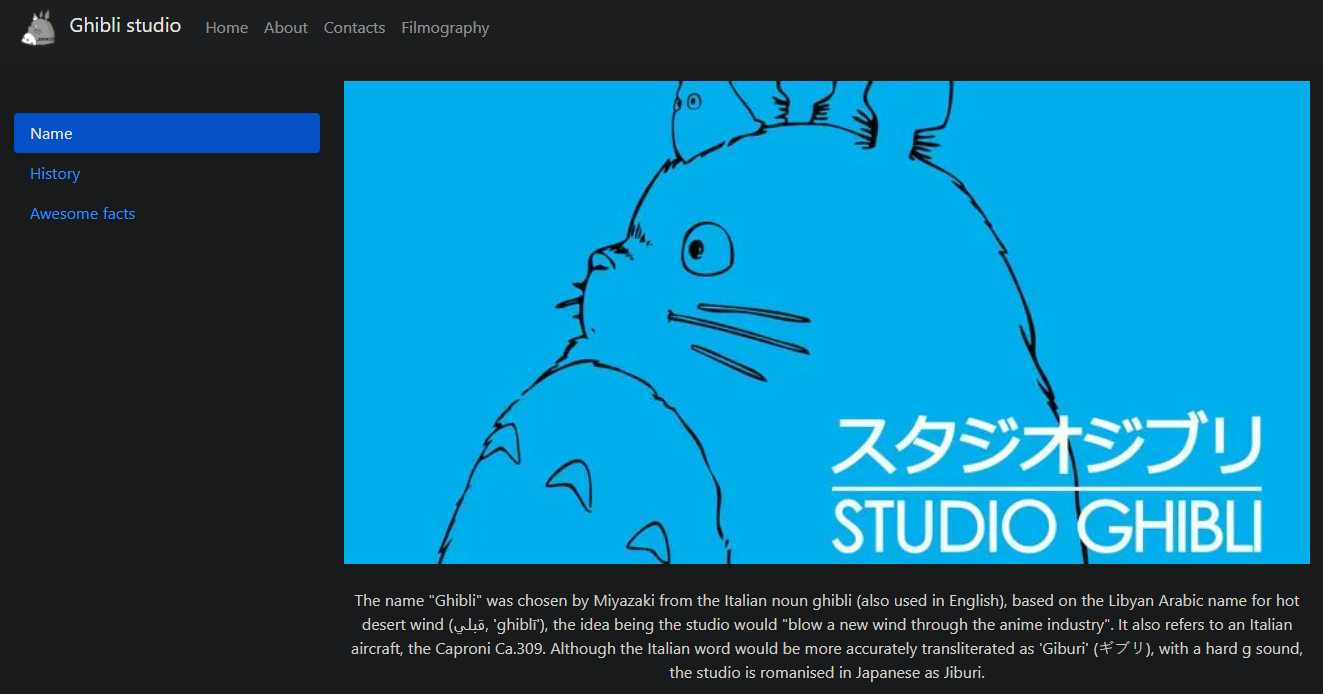 Ghibli studio Home About Contacts Filmography
Name
History
Awesome facts
スタジオジブリ
STUDIO GHIBLI
The name "Ghibli" was chosen by Miyazaki from the Italian noun ghibli (also used in English), based on the Libyan Arabic name for hot
desert wind (قبلي, 'ghiblī'), the idea being the studio would "blow a new wind through the anime industry". It also refers to an Italian
aircraft, the Caproni Ca.309. Although the Italian word would be more accurately transliterated as 'Giburi' (ギブリ), with a hard g sound,
the studio is romanised in Japanese as Jiburi.